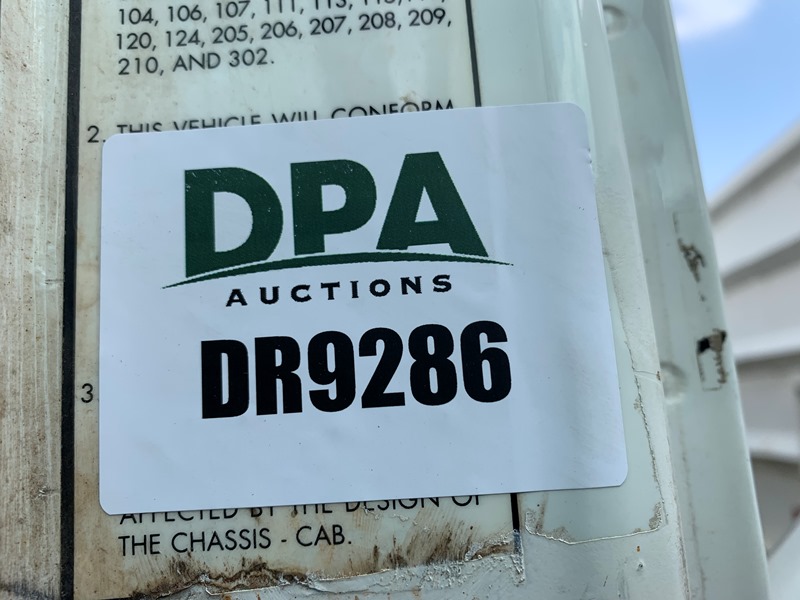 104, 106, 107, 111, 113,
120, 124, 205, 206, 207, 208, 209,
210, AND 302.
2. THIS VEHICLE WILL CONFORM
DPA
AUCTIONS
DR9286
3
AFFECTED BY THE DESIGN OF
THE CHASSIS - CAB.